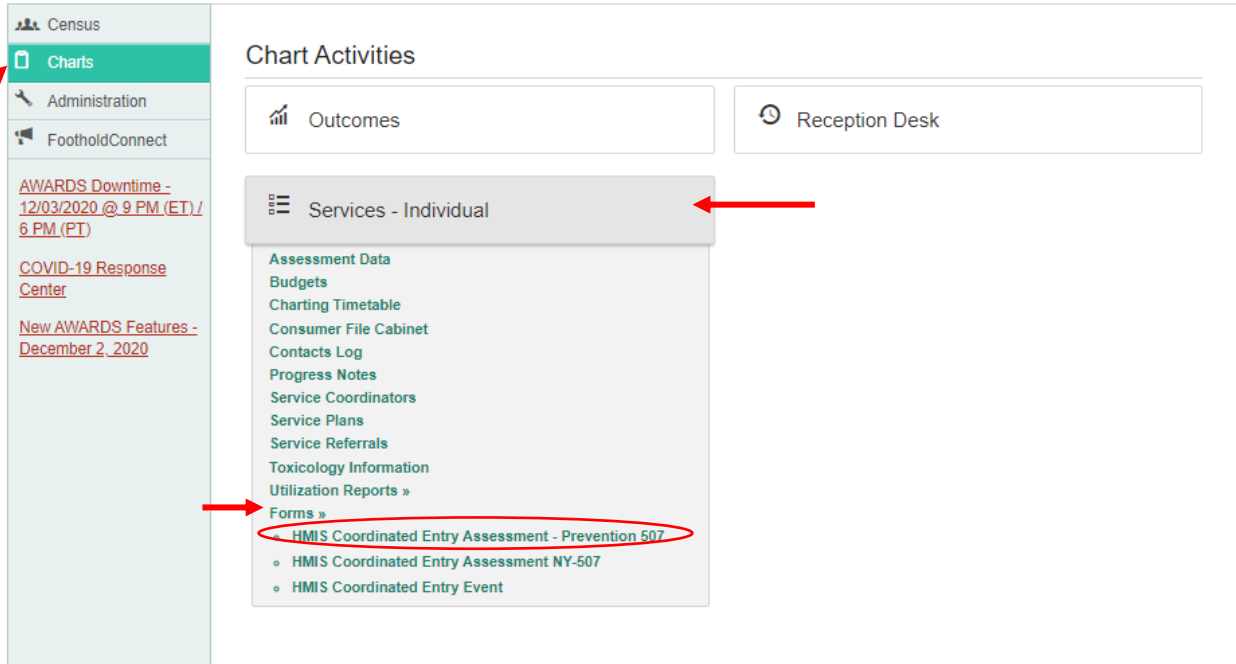 Census
Charts
Administration
FootholdConnect
AWARDS Downtime -
12/03/2020 @ 9 PM (ET) /
6 PM (PT)
COVID-19 Response
Center
New AWARDS Features -
December 2, 2020
Chart Activities
Outcomes
Reception Desk
Services - Individual
Assessment Data
Budgets
Charting Timetable
Consumer File Cabinet
Contacts Log
Progress Notes
Service Coordinators
Service Plans
Service Referrals
Toxicology Information
Utilization Reports »
Forms »
HMIS Coordinated Entry Assessment - Prevention 507
HMIS Coordinated Entry Assessment NY-507
HMIS Coordinated Entry Event